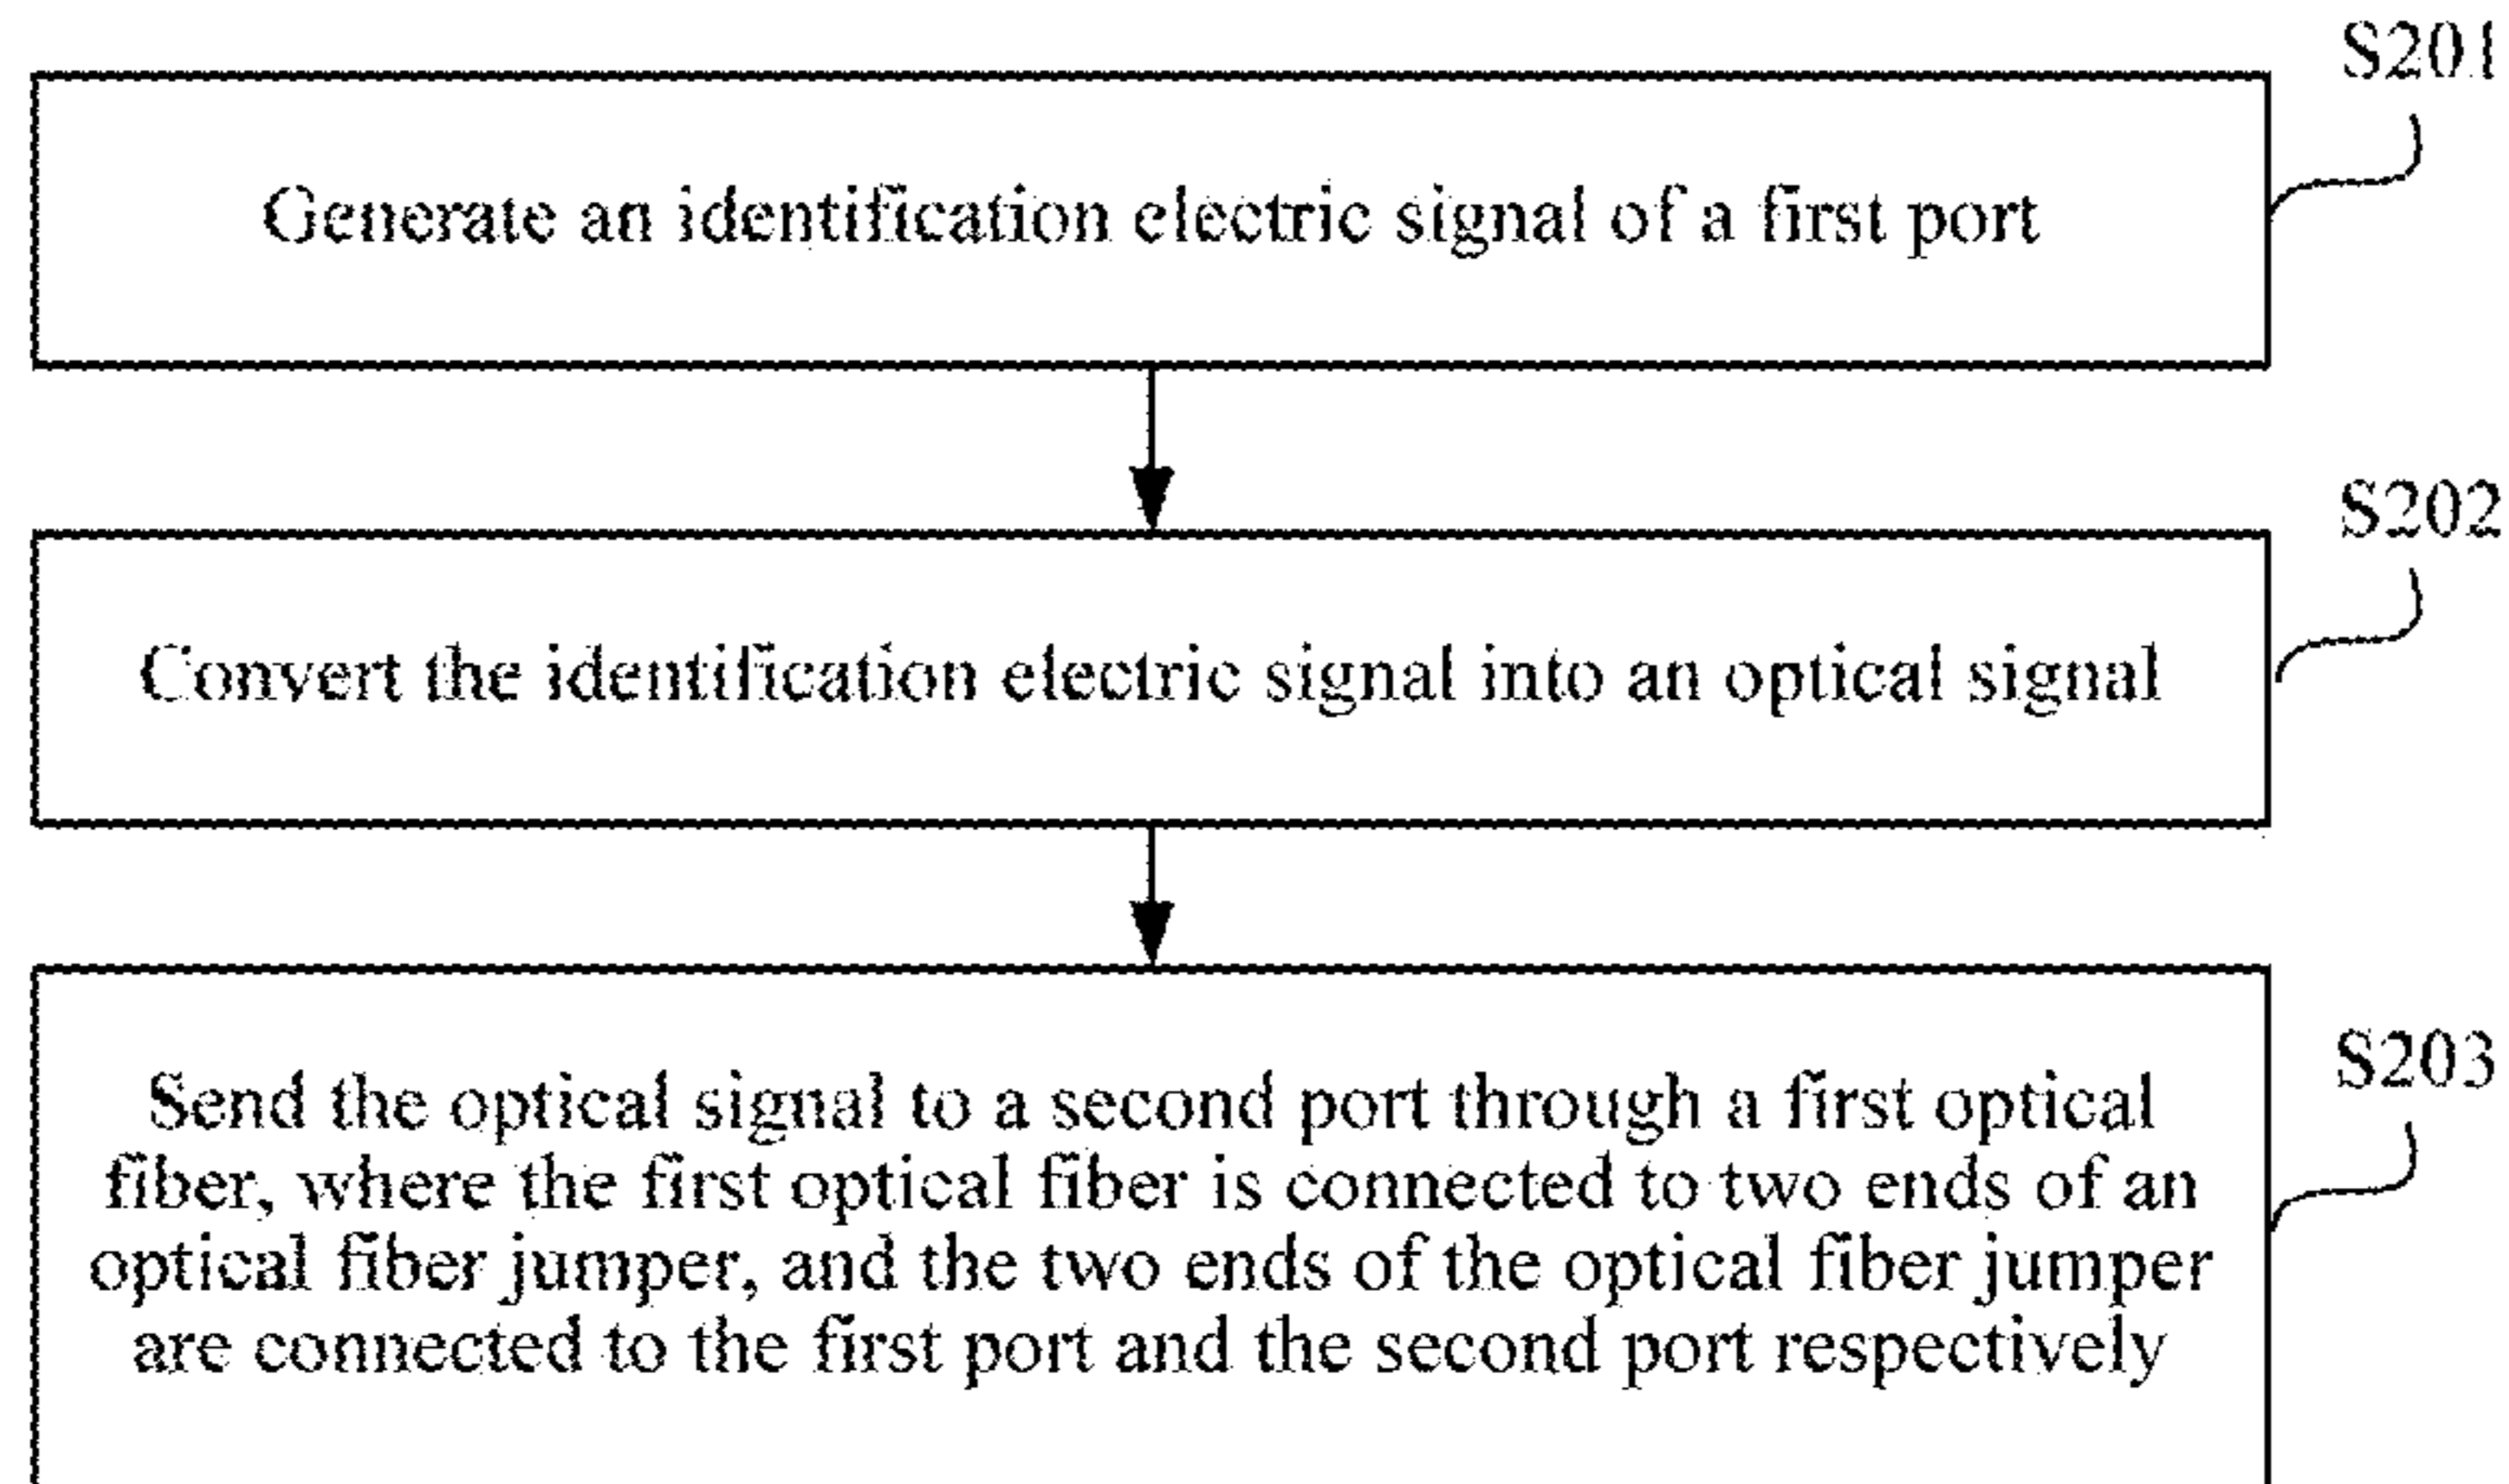 S201
Generate an identification electric signal of a first port
S202
Convert the identification electric signal into an optical signal
S203
Send the optical signal to a second port through a first optical
fiber, where the first optical fiber is connected to two ends of an
optical fiber jumper, and the two ends of the optical fiber jumper
are connected to the first port and the second port respectively